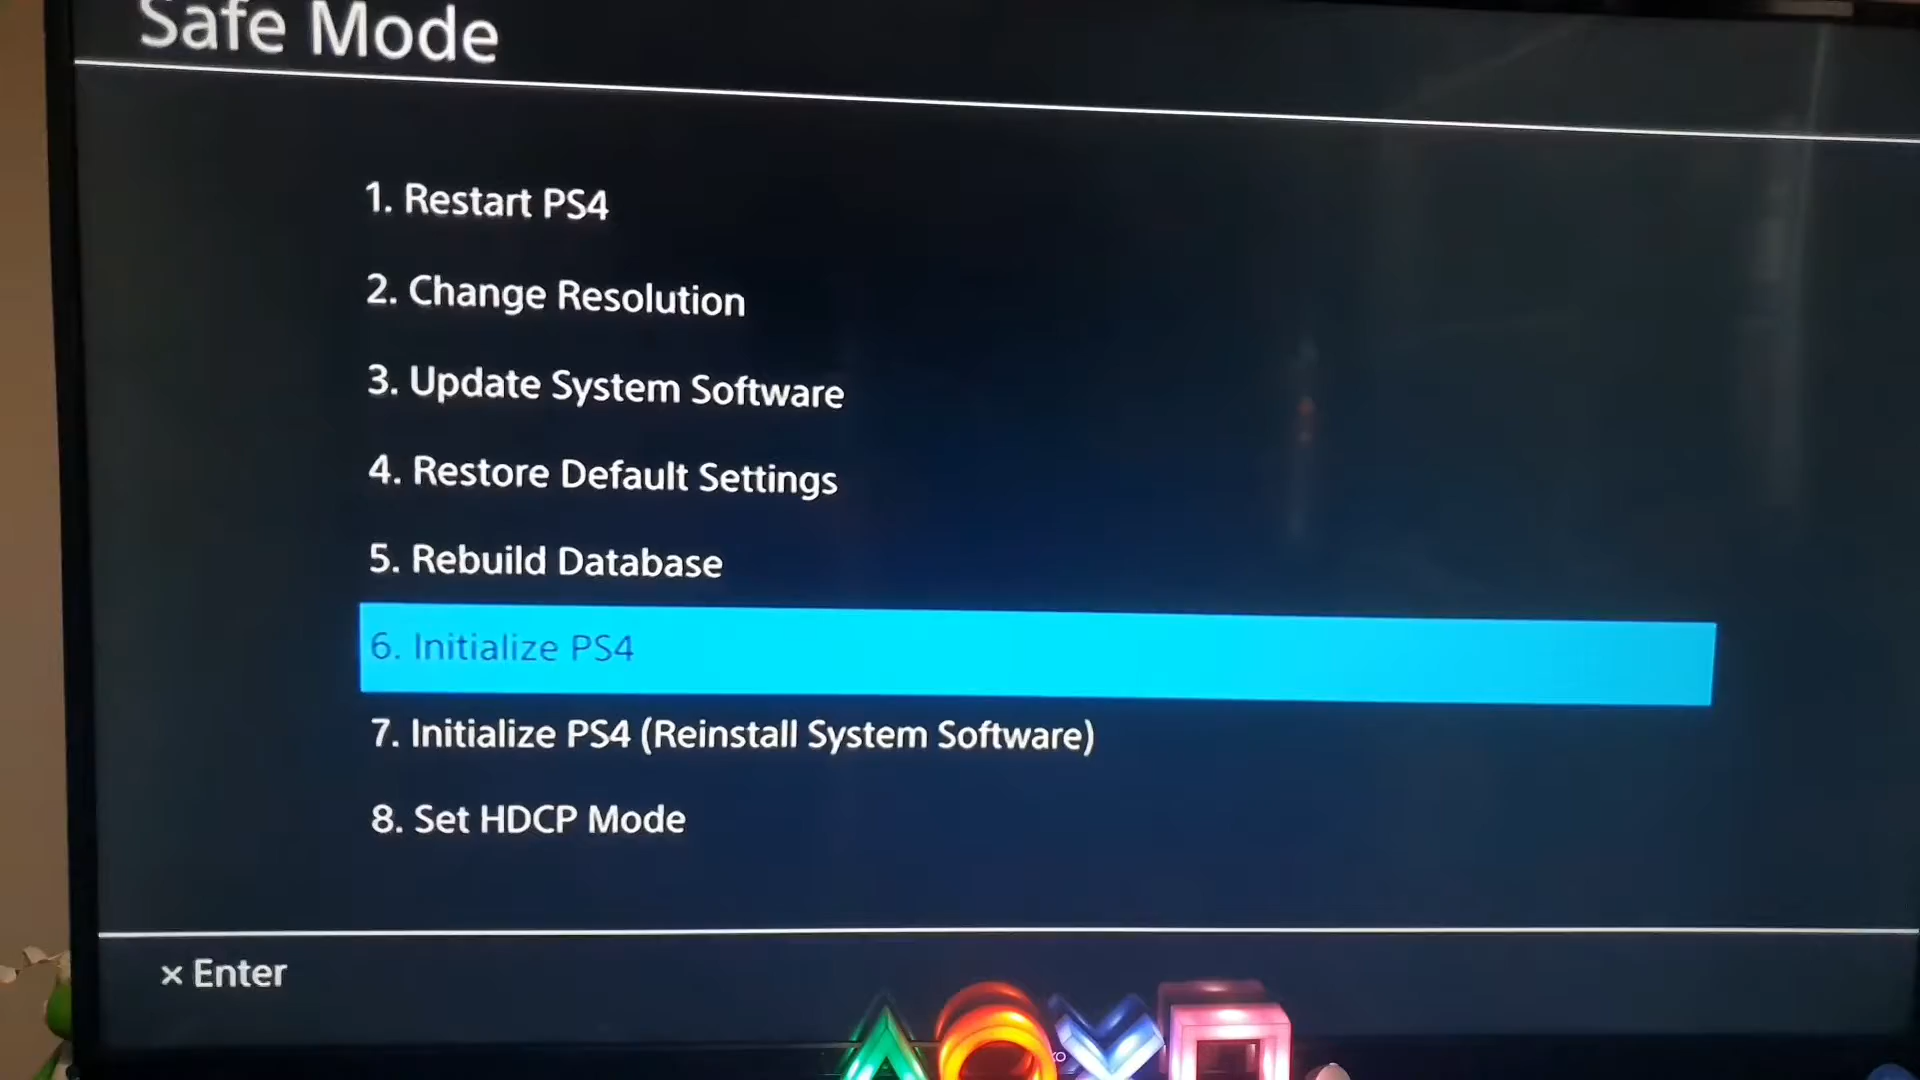 Safe Mode
1. Restart PS4
2. Change Resolution
3. Update System Software
4. Restore Default Settings
5. Rebuild Database
6. Initialize PS4
7. Initialize PS4 (Reinstall System Software)
8. Set HDCP Mode
× Enter